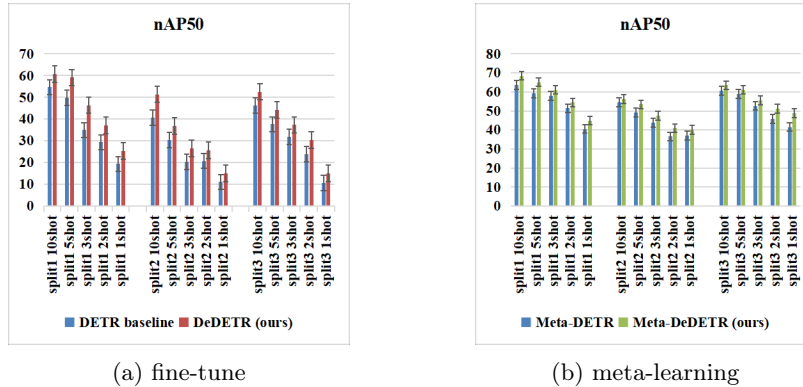 nAP50
70
60
50
40
30
20
10
0
split1 10shot
split1 5shot
split1 3shot
split1 2shot
split1 1shot
split2 10shot
split2 5shot
split2 3shot
split2 2shot
split2 1shot
split3 10shot
split3 5shot
split3 3shot
split3 2shot
split3 1shot
DETR baseline DeDETR (ours)
(a) fine-tune
nAP50
80
70
60
50
40
30
20
10
0
split1 10shot
split1 5shot
split1 3shot
split1 2shot
split1 1shot
split2 10shot
split2 5shot
split2 3shot
split2 2shot
split2 1shot
split3 10shot
split3 5shot
split3 3shot
split3 2shot
split3 1shot
Meta-DETR Meta-DeDETR (ours)
(b) meta-learning